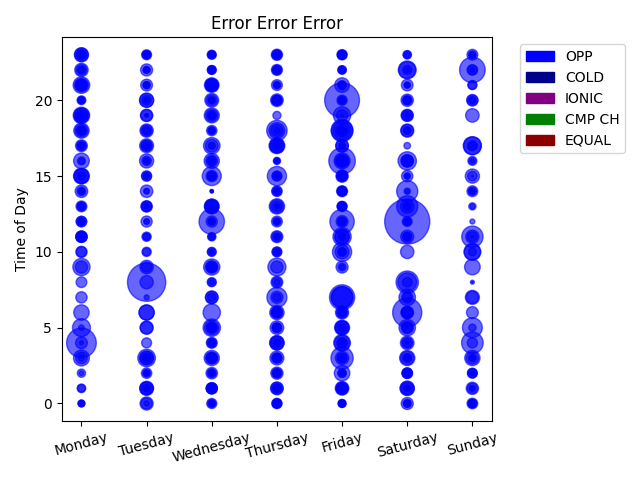 Error Error Error
OPP
COLD
IONIC
CMP CH
EQUAL
Time of Day
20
15
10
5
0
Monday
Tuesday
Wednesday
Thursday
Friday
Saturday
Sunday